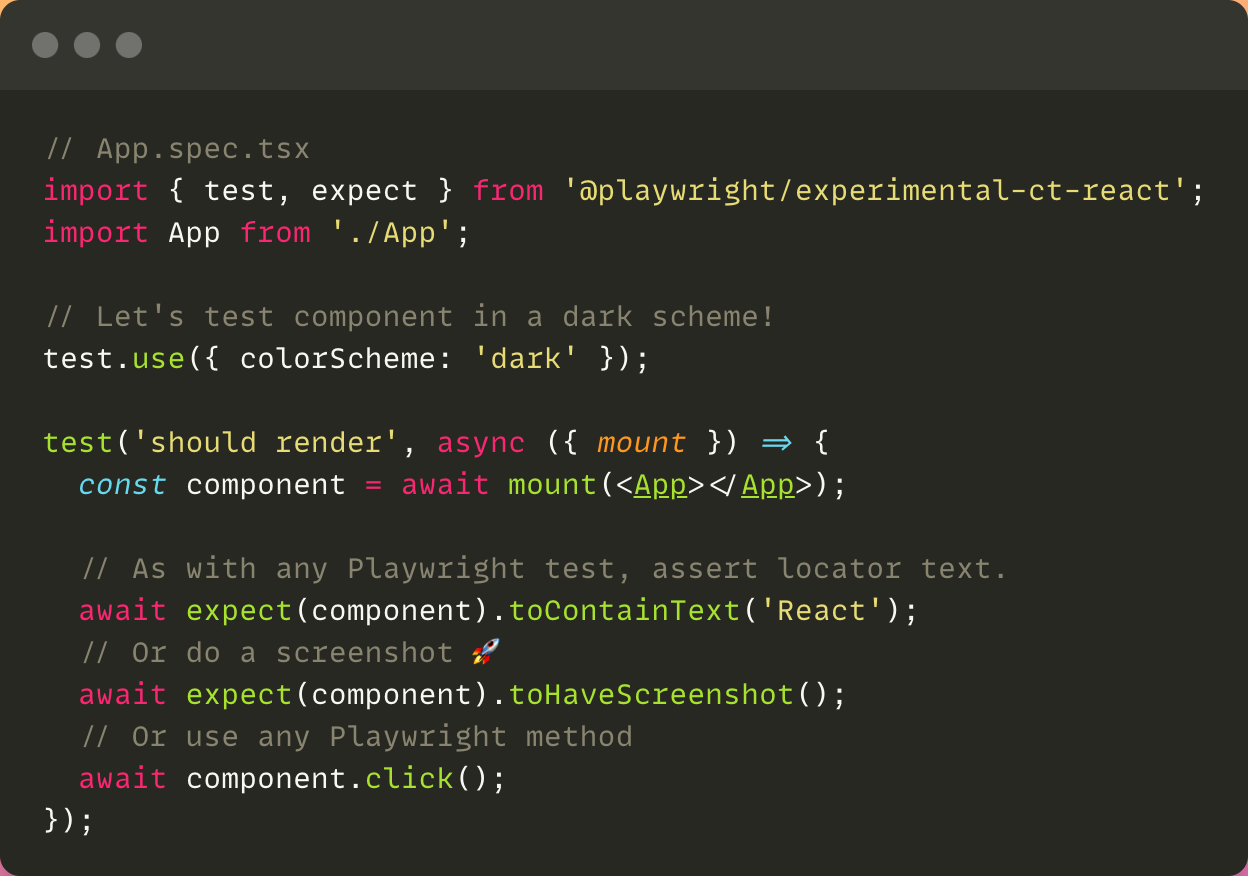 // App.spec.tsx
import { test, expect } from '@playwright/experimental-ct-react';
import App from './App';
// Let's test component in a dark scheme!
test.use({ colorScheme: 'dark' });
test('should render', async ({ mount }) => {
  const component = await mount(<App></App>);
  // As with any Playwright test, assert locator text.
  await expect(component).toContainText('React');
  // Or do a screenshot 🚀
  await expect(component).toHaveScreenshot();
  // Or use any Playwright method
  await component.click();
});